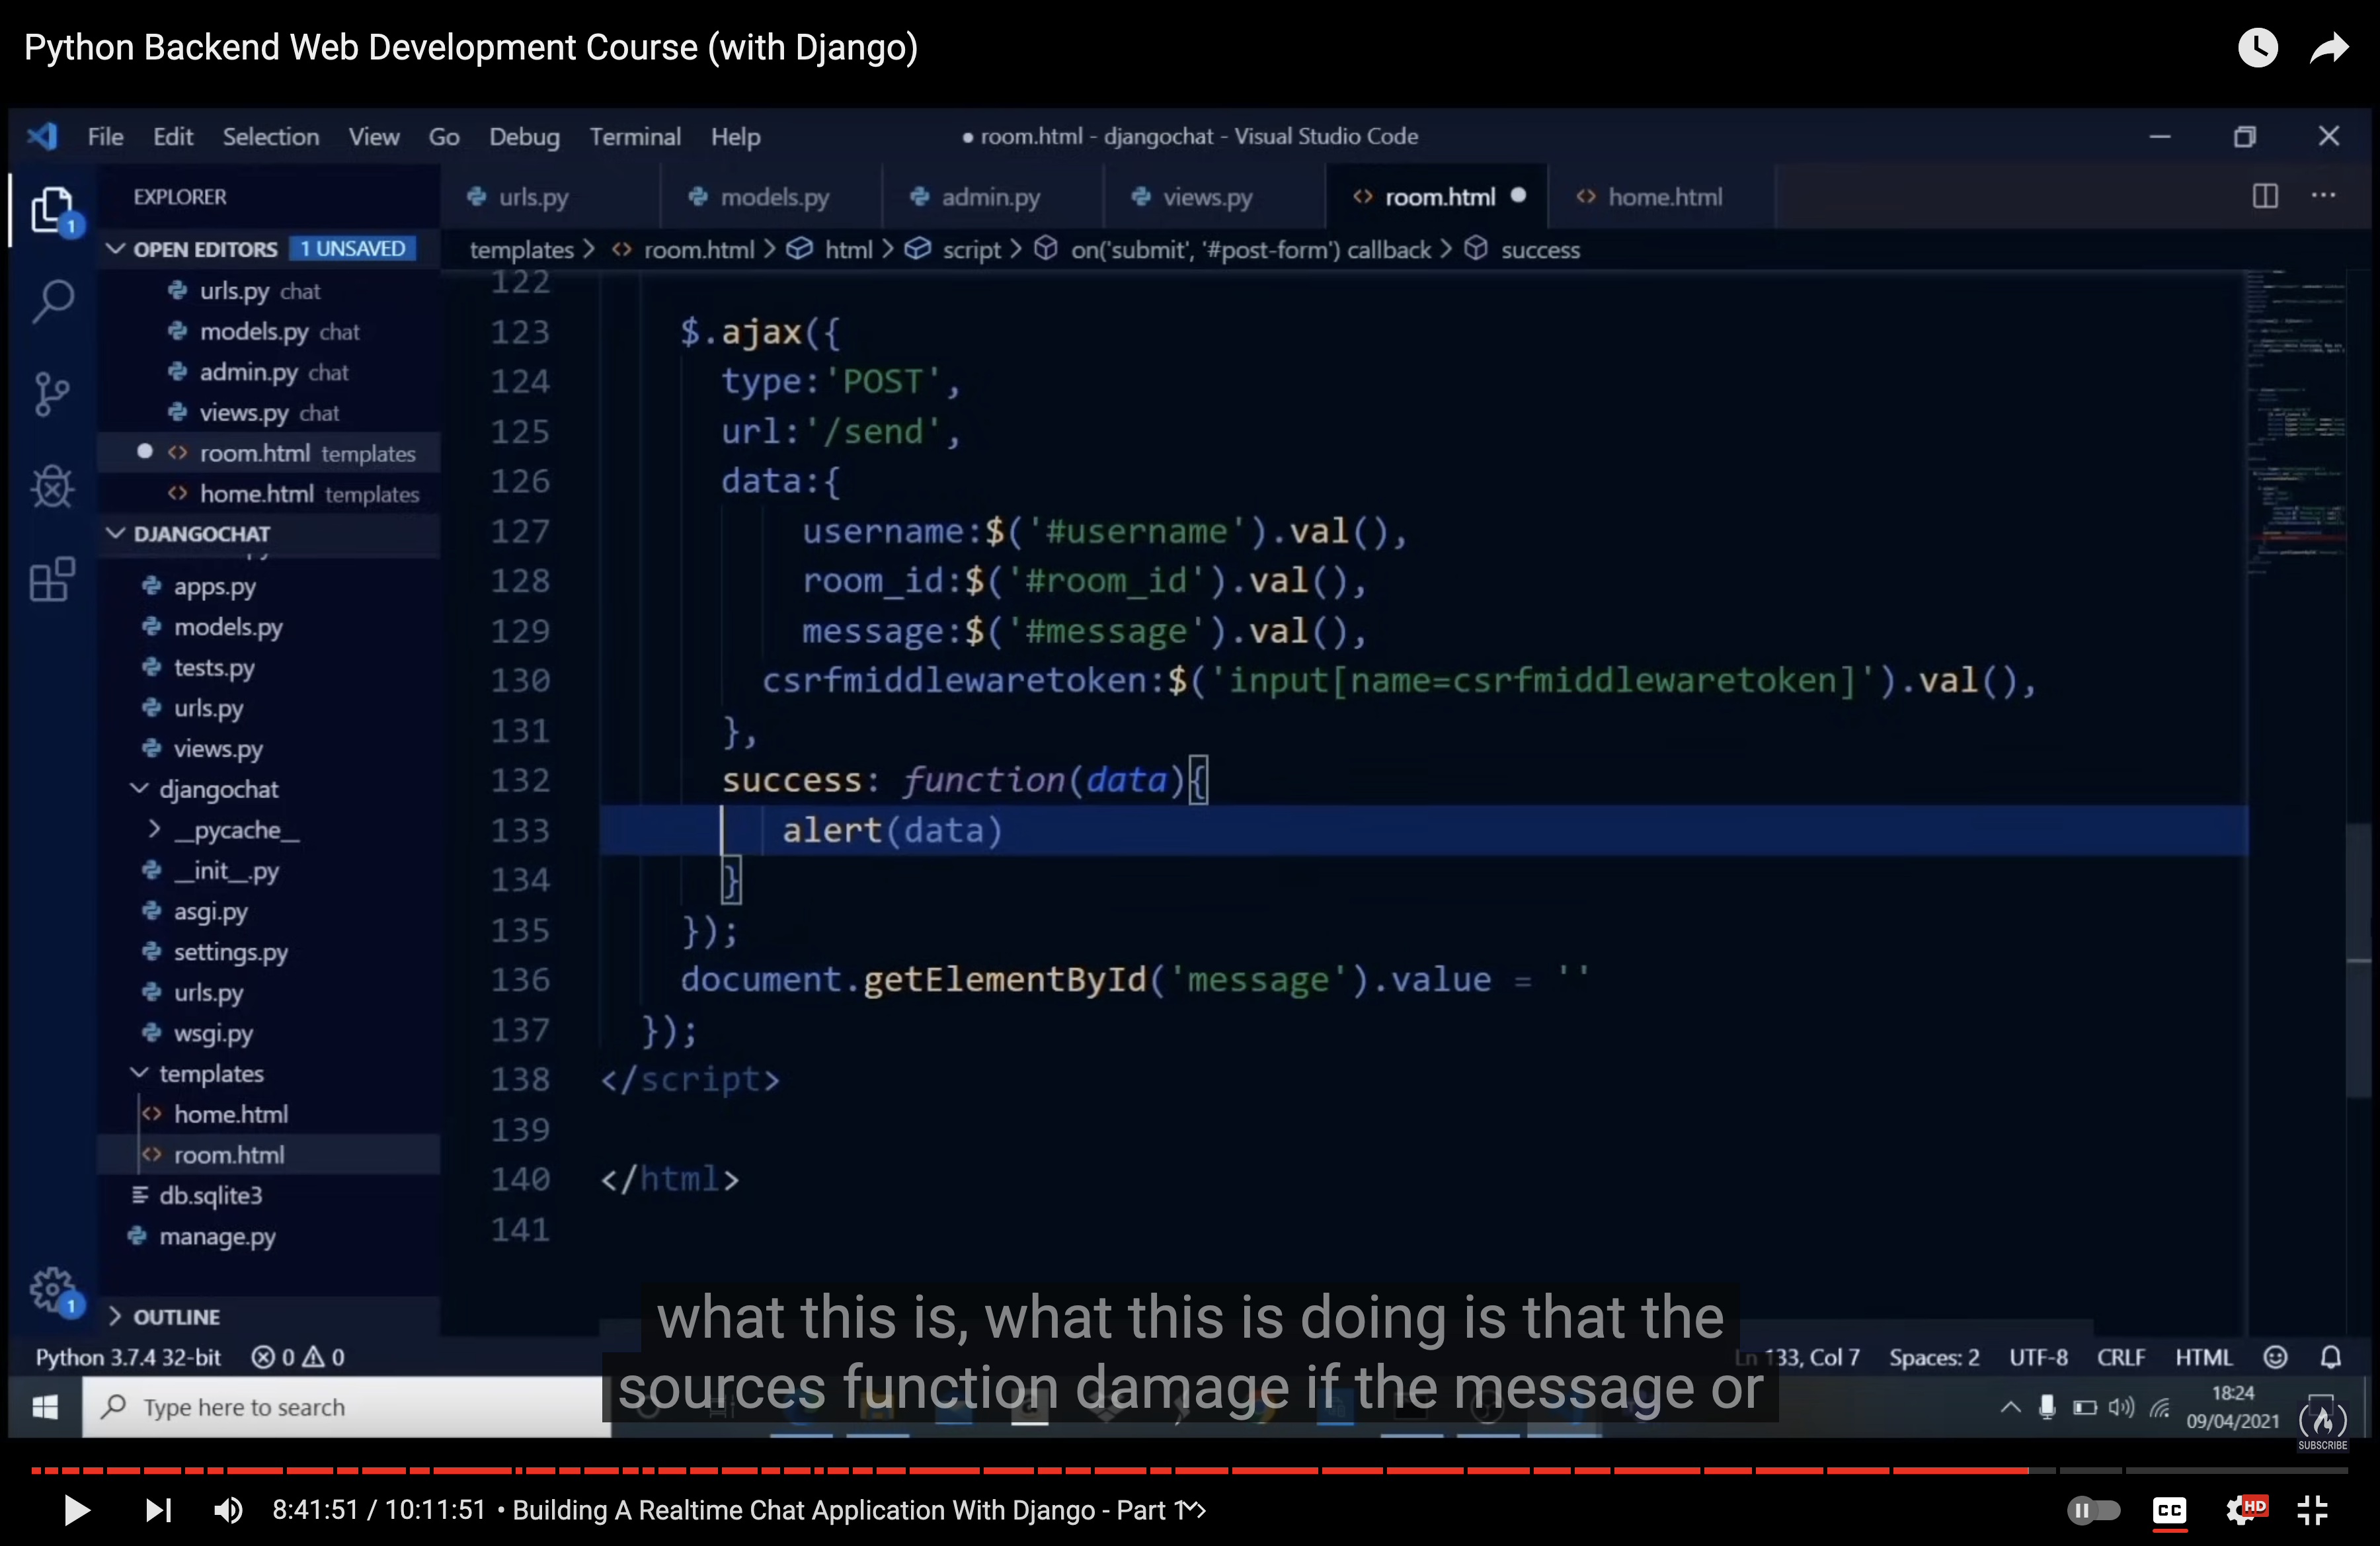 Python Backend Web Development Course (with Django)
File Edit Selection View Go Debug Terminal Help
● room.html - djangochat - Visual Studio Code
EXPLORER
OPEN EDITORS 1 UNSAVED
urls.py chat
models.py chat
admin.py chat
views.py chat
room.html templates
home.html templates
DJANGOCHAT
apps.py
models.py
tests.py
urls.py
views.py
djangochat
__pycache__
__init__.py
asgi.py
settings.py
urls.py
wsgi.py
templates
home.html
room.html
db.sqlite3
manage.py
OUTLINE
1
1
urls.py models.py admin.py views.py room.html home.html
templates > room.html > html > script > on('submit', '#post-form') callback > success
122
123 $.ajax({
124 type:'POST',
125 url:'/send',
126 data:{
127 username:$('#username').val(),
128 room_id:$('#room_id').val(),
129 message:$('#message').val(),
130 csrfmiddlewaretoken:$('input[name=csrfmiddlewaretoken]').val(),
131 },
132 success: function(data){
133 alert(data)
134 }
135 });
136 document.getElementById('message').value = ''
137 });
138 </script>
139
140 </html>
141
what this is, what this is doing is that the
sources function damage if the message or
Python 3.7.4 32-bit 0 0
Ln 133, Col 7 Spaces: 2 UTF-8 CRLF HTML
Type here to search
18:24
09/04/2021
SUBSCRIBE
8:41:51 / 10:11:51 • Building A Realtime Chat Application With Django - Part 1
CC
HD